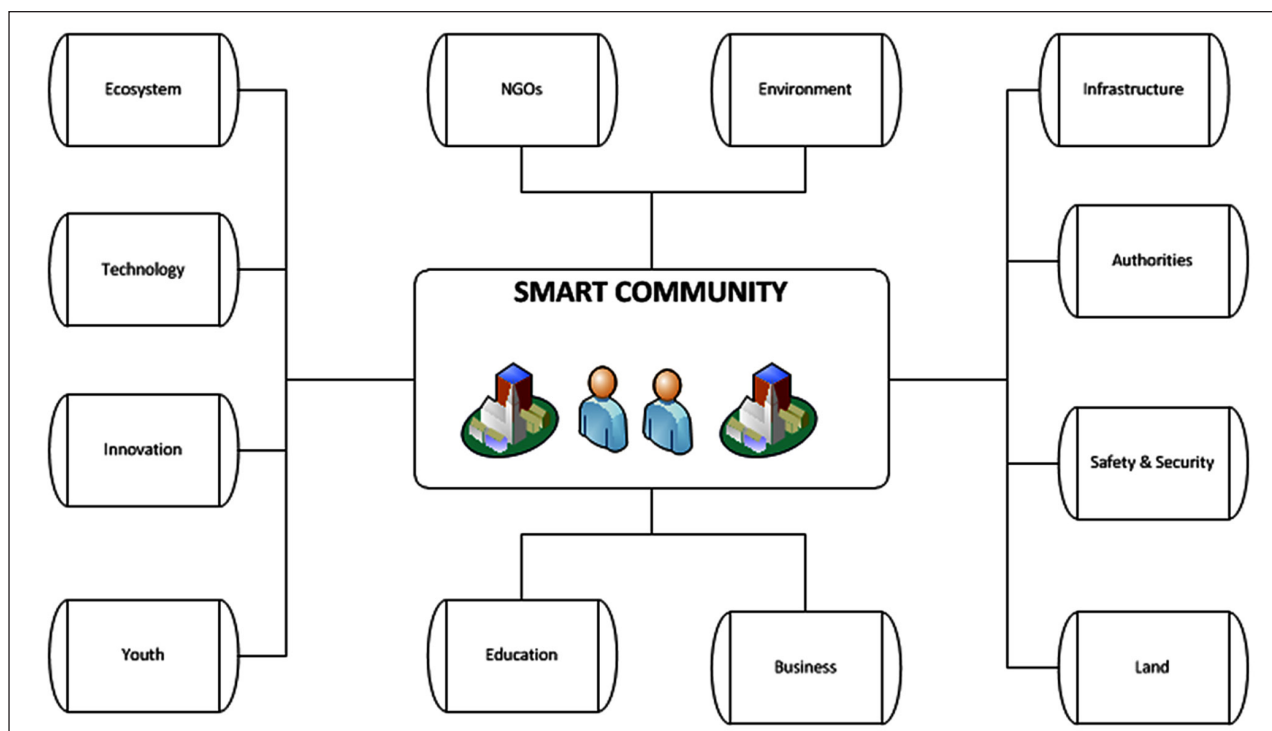 Ecosystem
NGOs
Environment
Infrastructure
Technology
Authorities
SMART COMMUNITY
Innovation
Safety & Security
Youth
Education
Business
Land